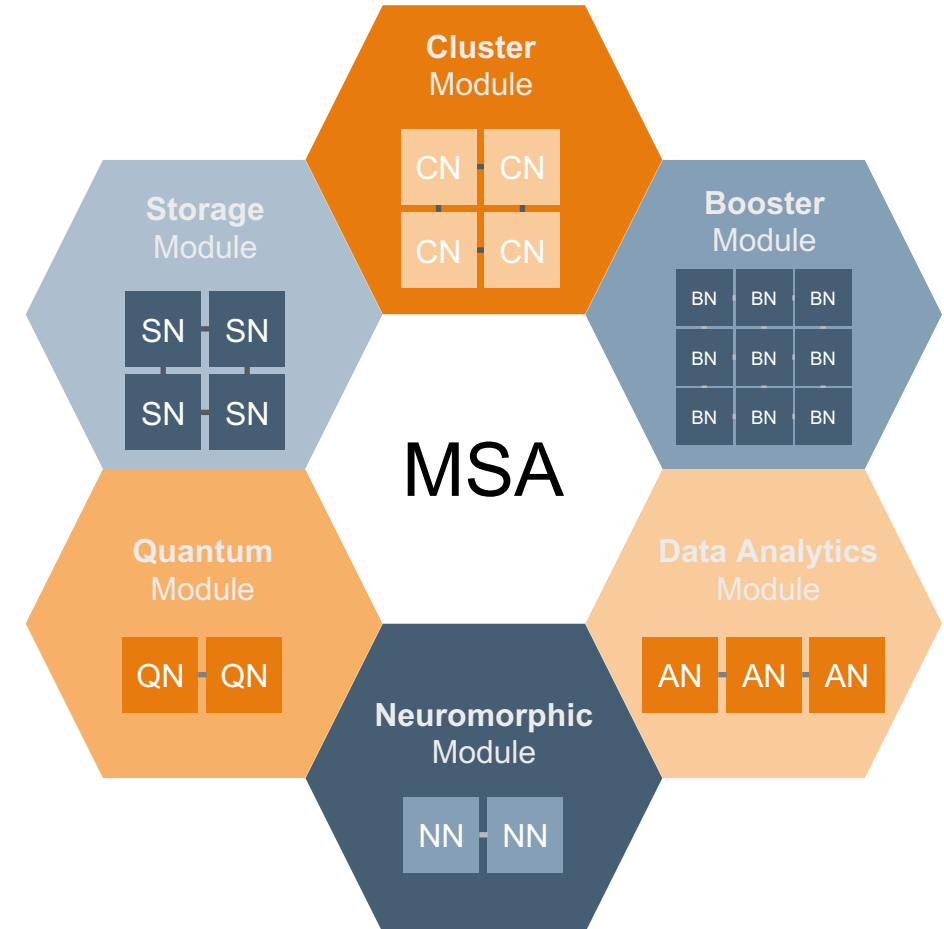 Cluster
Module
CN CN
CN CN
Storage
Module
SN SN
SN SN
Booster
Module
BN BN BN
BN BN BN
BN BN BN
MSA
Quantum
Module
QN QN
Data Analytics
Module
AN AN AN
Neuromorphic
Module
NN NN